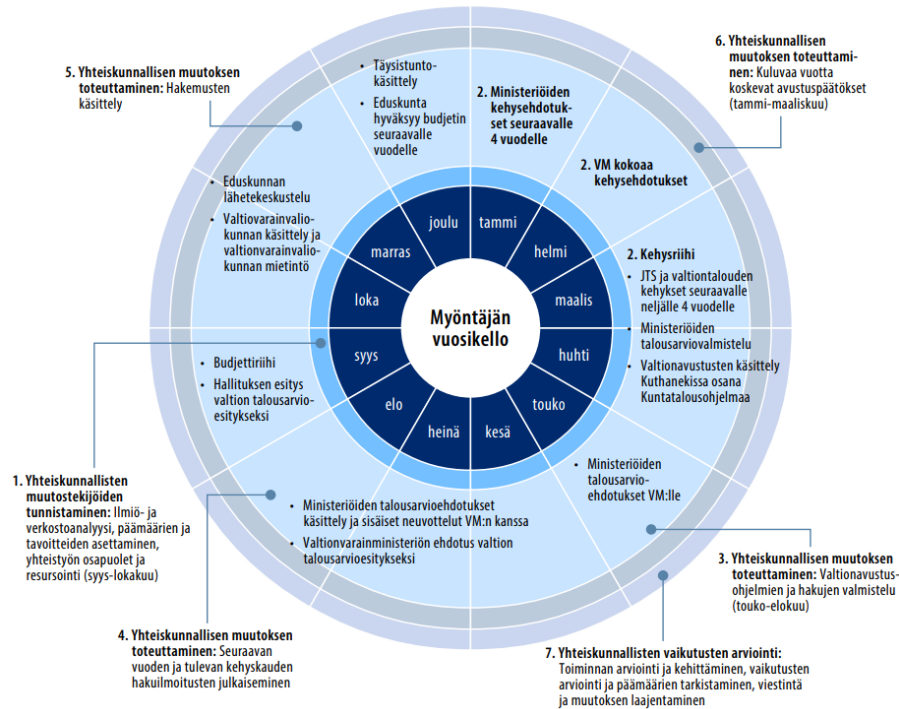 5. Yhteiskunnallisen muutoksen
toteuttaminen: Hakemusten
käsittely
• Täysistunto-
käsittely
• Eduskunta
hyväksyy budjetin
seuraavalle
vuodelle
2. Ministeriöiden
kehysehdotuk-
set seuraavalle
4 vuodelle
6. Yhteiskunnallisen
muutoksen toteuttami-
nen: Kuluvaa vuotta
koskevat avustuspäätökset
(tammi-maaliskuu)
2. VM kokoaa
kehysehdotukset
• Eduskunnan
lähetekeskustelu
• Valtiovarainvalio-
kunnan käsittely ja
valtionvarainvalio-
kunnan mietintö
2. Kehysriihi
• JTS ja valtiontalouden
kehykset seuraavalle
neljälle 4 vuodelle
• Ministeriöiden
talousarviovalmistelu
• Valtionavustusten käsittely
Kuthanekissa osana
Kuntatalousohjelmaa
joulu
tammi
marras
helmi
loka
maalis
Myöntäjän
vuosikello
syys
huhti
elo
touko
heinä
kesä
• Budjettiriihi
• Hallituksen esitys
valtion talousarvio-
esitykseksi
1. Yhteiskunnallisten
muutostekijöiden
tunnistaminen: Ilmiö- ja
verkostoanalyysi, päämäärien ja
tavoitteiden asettaminen,
yhteistyön osapuolet ja
resursointi (syys-lokakuu)
• Ministeriöiden
talousarvio-
ehdotukset VM:lle
• Ministeriöiden talousarvioehdotukset
käsittely ja sisäiset neuvottelut VM:n kanssa
• Valtionvarainministeriön ehdotus valtion
talousarvioesitykseksi
3. Yhteiskunnallisen muutoksen
toteuttaminen: Valtionavustus-
ohjelmien ja hakujen valmistelu
(touko-elokuu)
4. Yhteiskunnallisen muutoksen
toteuttaminen: Seuraavan
vuoden ja tulevan kehyskauden
hakuilmoitusten julkaiseminen
7. Yhteiskunnallisten vaikutusten arviointi:
Toiminnan arviointi ja kehittäminen, vaikutusten
arviointi ja päämäärien tarkistaminen, viestintä
ja muutoksen laajentaminen